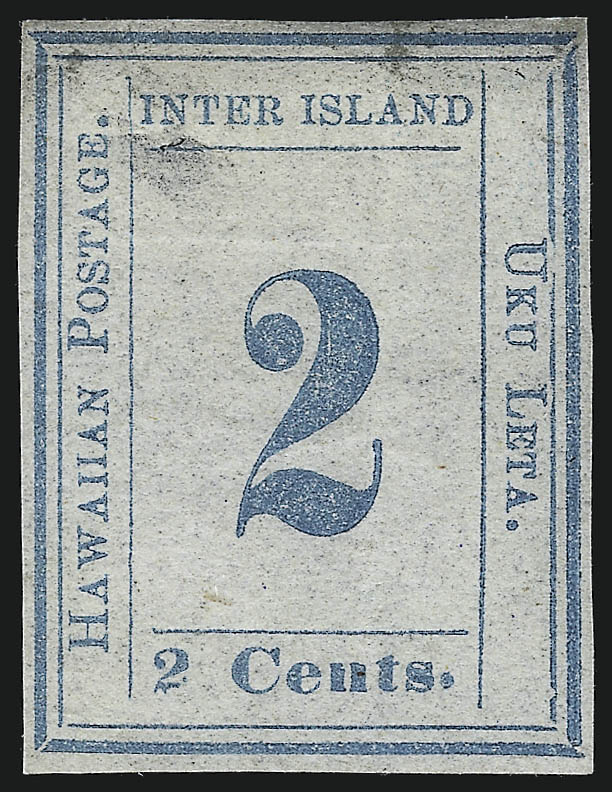 INTER ISLAND
HAWAIIAN POSTAGE.
2
UKU LETA.
2 Cents.